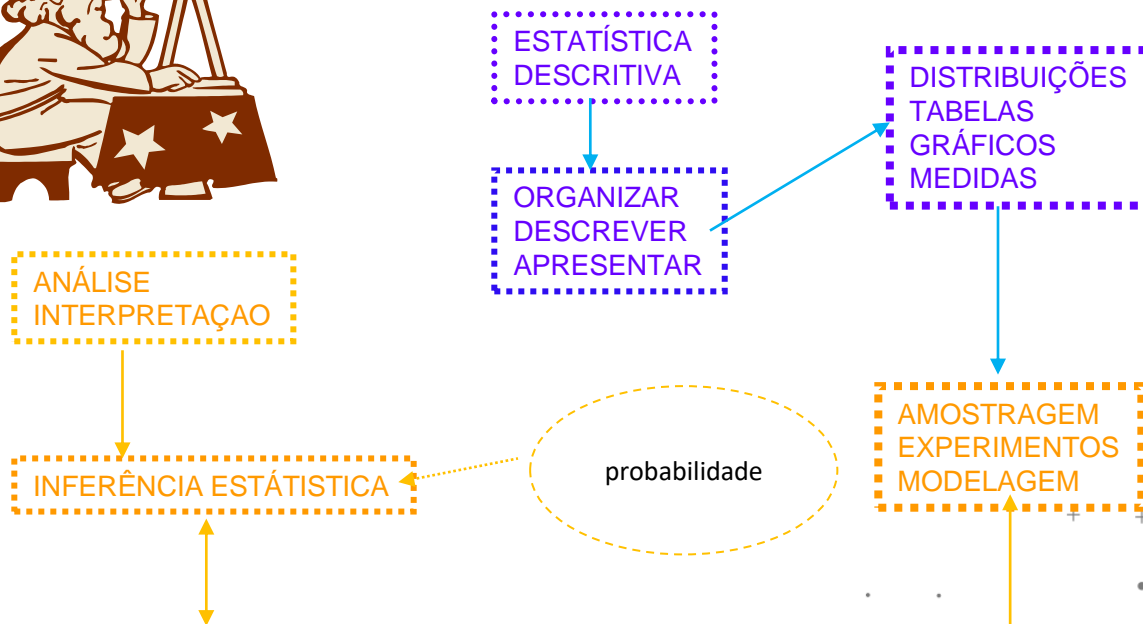 ESTATÍSTICA
DESCRITIVA
DISTRIBUIÇÕES
TABELAS
GRÁFICOS
MEDIDAS
ORGANIZAR
DESCREVER
APRESENTAR
ANÁLISE
INTERPRETAÇAO
AMOSTRAGEM
EXPERIMENTOS
MODELAGEM
probabilidade
INFERÊNCIA ESTÁTISTICA